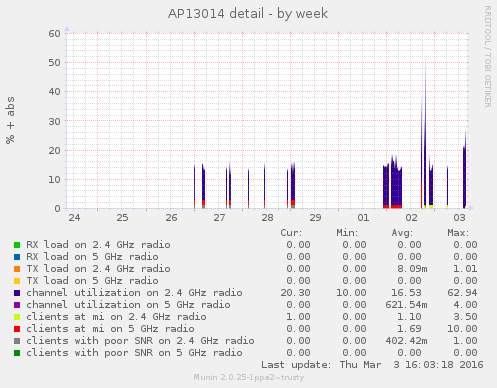 AP13014 detail - by week
RRDTOOL / TOBI OETIKER
% + abs
60
50
40
30
20
10
0
24 25 26 27 28 29 01 02 03
Cur: Min: Avg: Max:
RX load on 2.4 GHz radio 0.00 0.00 0.00 0.00
RX load on 5 GHz radio 0.00 0.00 0.00 0.00
TX load on 2.4 GHz radio 0.00 0.00 8.09m 1.01
TX load on 5 GHz radio 0.00 0.00 0.00 0.00
channel utilization on 2.4 GHz radio 20.30 10.00 16.53 62.94
channel utilization on 5 GHz radio 0.00 0.00 621.54m 4.00
clients at mi on 2.4 GHz radio 1.00 0.00 1.10 3.50
clients at mi on 5 GHz radio 0.00 0.00 1.69 10.00
clients with poor SNR on 2.4 GHz radio 0.00 0.00 402.42m 1.00
clients with poor SNR on 5 GHz radio 0.00 0.00 0.00 0.00
Last update: Thu Mar 3 16:03:18 2016
Munin 2.0.25-1ppa2~trusty